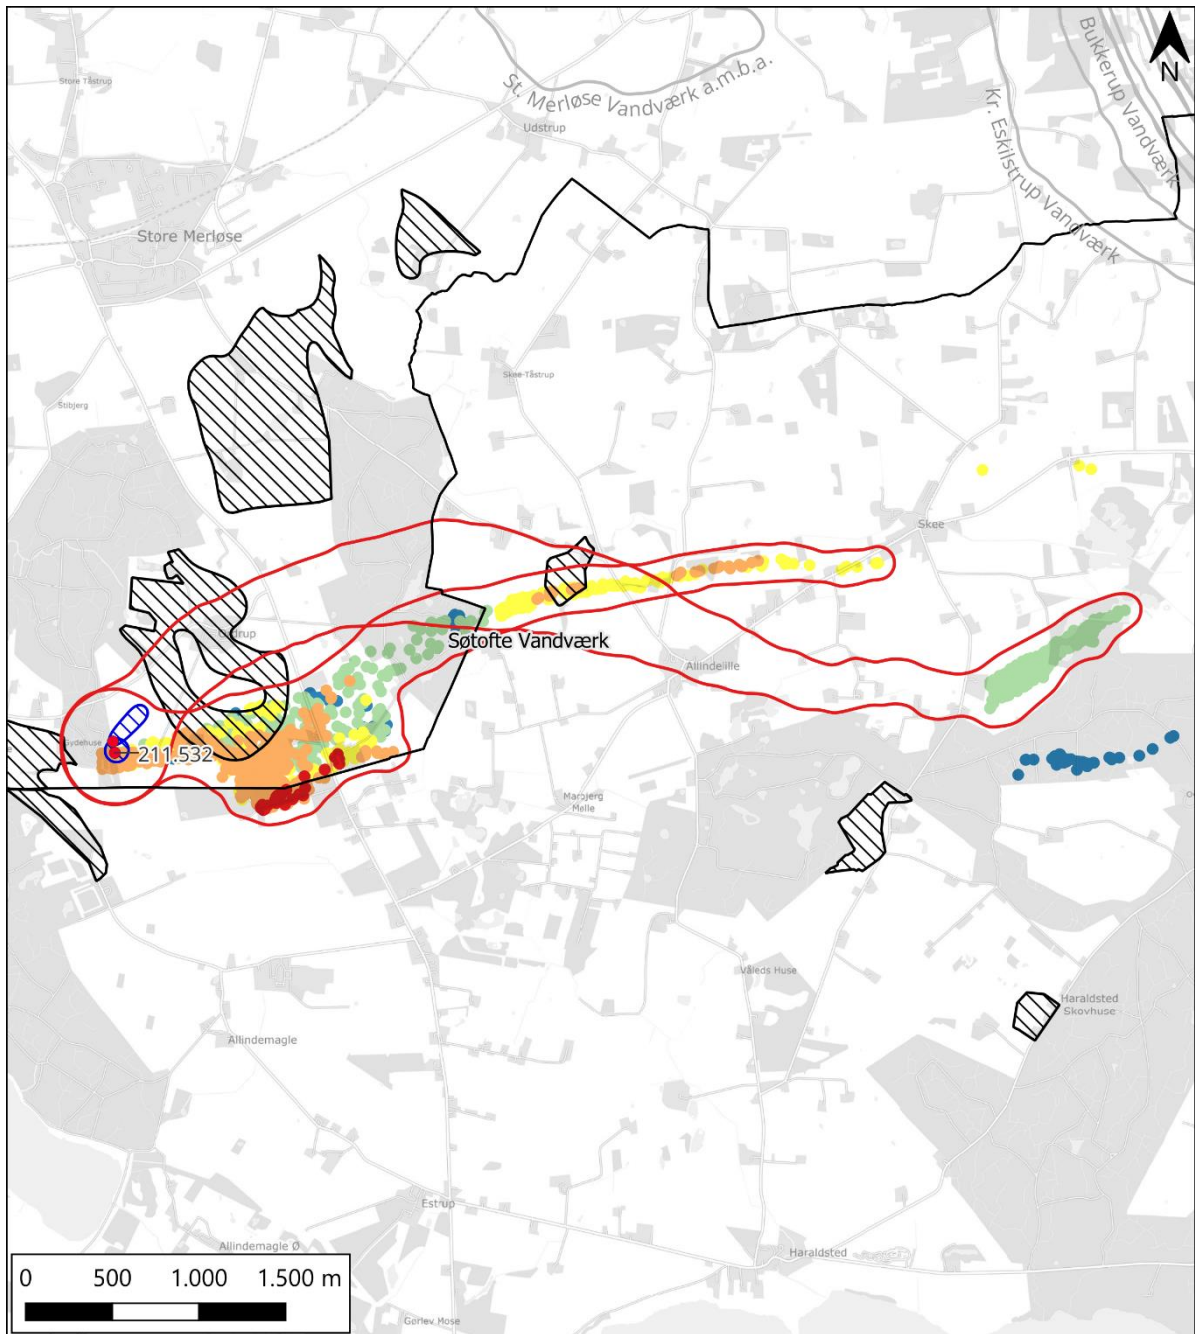 Store Tåstrup
St. Merløse Vandværk a.m.b.a.
Bukkerup Vandværk
N
Udstrup
Kr. Eskilstrup Vandværk
Store Merløse
Skee-Tåstrup
Stibjerg
Skee
Søtofte Vandværk
Allindelille
211.532
Marbjerg
Mølle
Våleds Huse
Haraldsted
Skovhuse
Allindemagle
Estrup
Allindemagle Ø
Haraldsted
0 500 1.000 1.500 m
Gørlev Mose